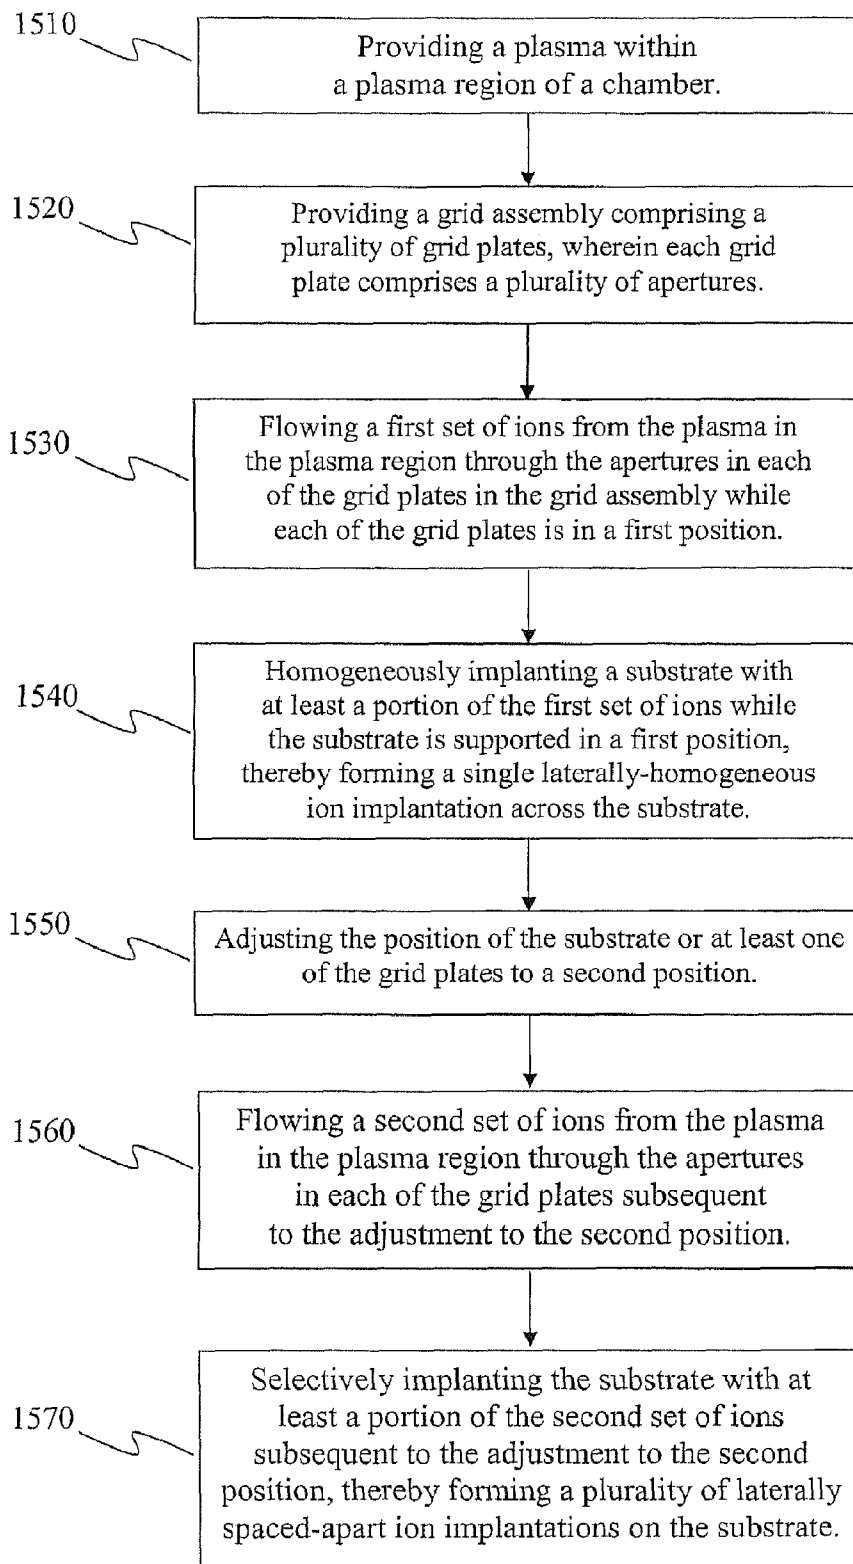 1510
Providing a plasma within
a plasma region of a chamber.
1520
Providing a grid assembly comprising a
plurality of grid plates, wherein each grid
plate comprises a plurality of apertures.
1530
Flowing a first set of ions from the plasma in
the plasma region through the apertures in each
of the grid plates in the grid assembly while
each of the grid plates is in a first position.
1540
Homogeneously implanting a substrate with
at least a portion of the first set of ions while
the substrate is supported in a first position,
thereby forming a single laterally-homogeneous
ion implantation across the substrate.
1550
Adjusting the position of the substrate or at least one
of the grid plates to a second position.
1560
Flowing a second set of ions from the plasma
in the plasma region through the apertures
in each of the grid plates subsequent
to the adjustment to the second position.
1570
Selectively implanting the substrate with at
least a portion of the second set of ions
subsequent to the adjustment to the second
position, thereby forming a plurality of laterally
spaced-apart ion implantations on the substrate.